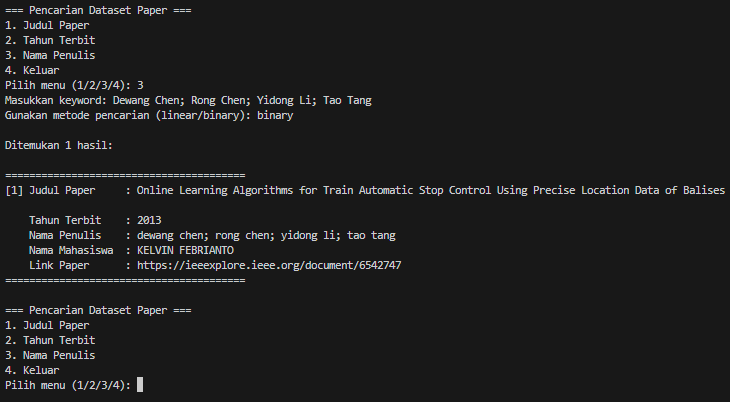 === Pencarian Dataset Paper ===
1. Judul Paper
2. Tahun Terbit
3. Nama Penulis
4. Keluar
Pilih menu (1/2/3/4): 3
Masukkan keyword: Dewang Chen; Rong Chen; Yidong Li; Tao Tang
Gunakan metode pencarian (linear/binary): binary
Ditemukan 1 hasil:
========================================
[1] Judul Paper     : Online Learning Algorithms for Train Automatic Stop Control Using Precise Location Data of Balises
    Tahun Terbit    : 2013
    Nama Penulis    : dewang chen; rong chen; yidong li; tao tang
    Nama Mahasiswa  : KELVIN FEBRIANTO
    Link Paper      : https://ieeexplore.ieee.org/document/6542747
========================================
=== Pencarian Dataset Paper ===
1. Judul Paper
2. Tahun Terbit
3. Nama Penulis
4. Keluar
Pilih menu (1/2/3/4):